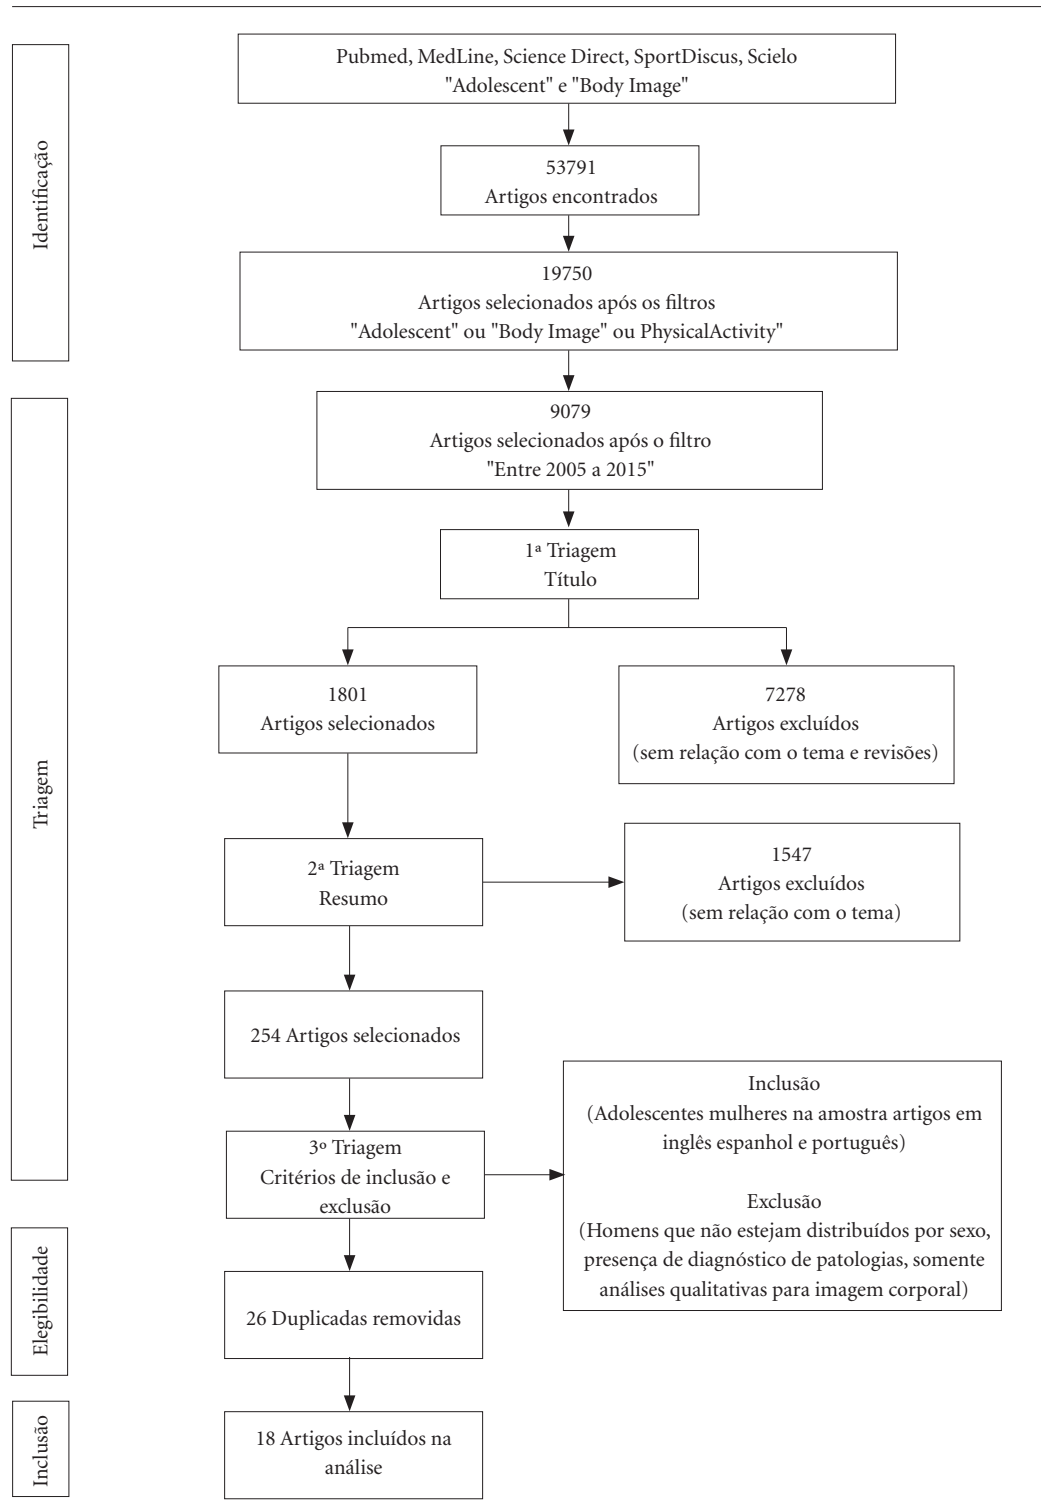 Identificação
Pubmed, MedLine, Science Direct, SportDiscus, Scielo
"Adolescent" e "Body Image"
53791
Artigos encontrados
19750
Artigos selecionados após os filtros
"Adolescent" ou "Body Image" ou PhysicalActivity"
Triagem
9079
Artigos selecionados após o filtro
"Entre 2005 a 2015"
1ª Triagem
Título
1801
Artigos selecionados
7278
Artigos excluídos
(sem relação com o tema e revisões)
2ª Triagem
Resumo
1547
Artigos excluídos
(sem relação com o tema)
254 Artigos selecionados
3º Triagem
Critérios de inclusão e
exclusão
Inclusão
(Adolescentes mulheres na amostra artigos em
inglês espanhol e português)
Exclusão
(Homens que não estejam distribuídos por sexo,
presença de diagnóstico de patologias, somente
análises qualitativas para imagem corporal)
Elegibilidade
26 Duplicadas removidas
Inclusão
18 Artigos incluídos na
análise